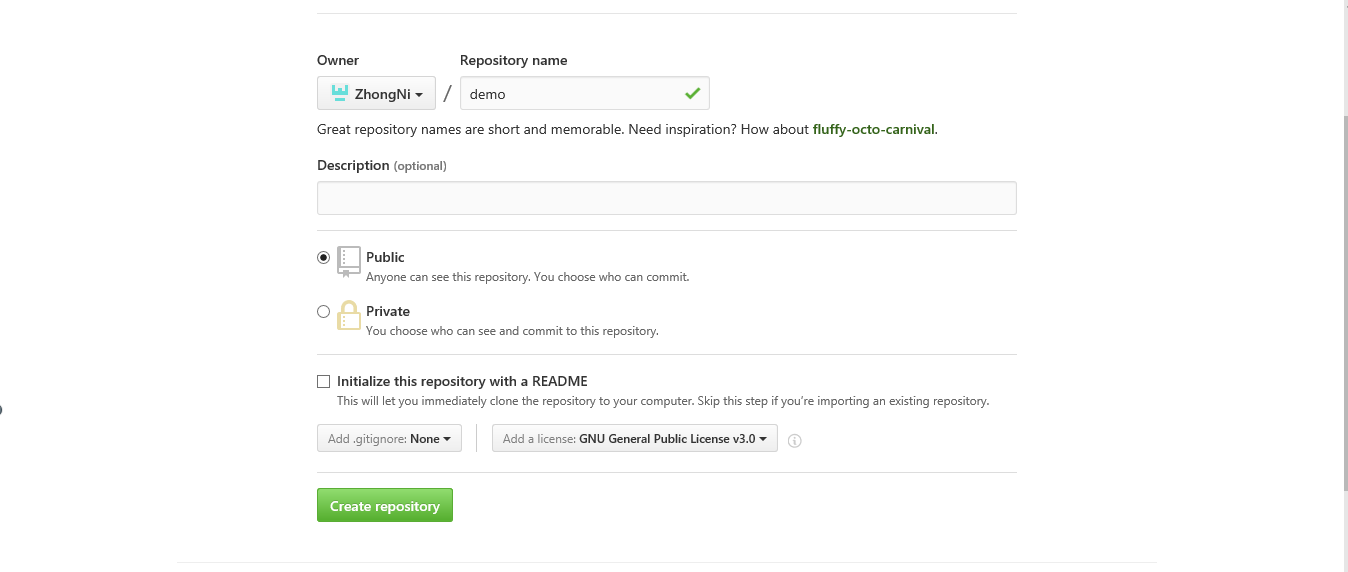 Owner Repository name
ZhongNi / demo
Great repository names are short and memorable. Need inspiration? How about fluffy-octo-carnival.
Description (optional)
Public
Anyone can see this repository. You choose who can commit.
Private
You choose who can see and commit to this repository.
Initialize this repository with a README
This will let you immediately clone the repository to your computer. Skip this step if you’re importing an existing repository.
Add .gitignore: None Add a license: GNU General Public License v3.0
Create repository